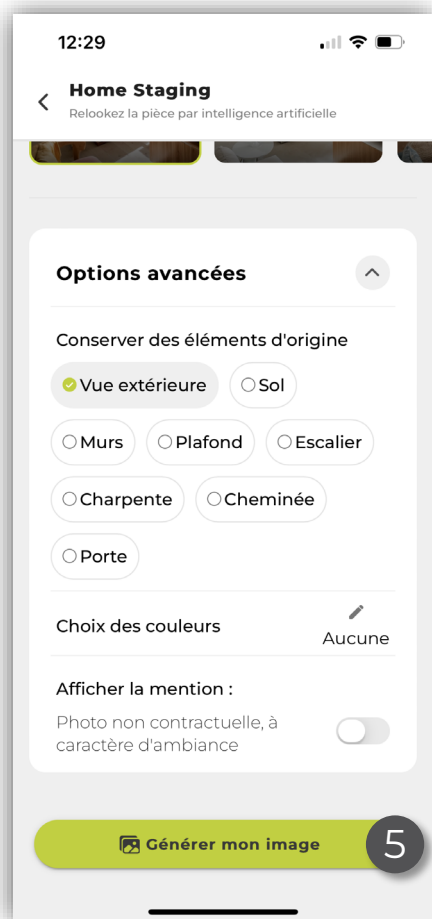 12:29
Home Staging
Relookez la pièce par intelligence artificielle
Options avancées
Conserver des éléments d'origine
Vue extérieure Sol
Murs Plafond Escalier
Charpente Cheminée
Porte
Choix des couleurs
Aucune
Afficher la mention :
Photo non contractuelle, à
caractère d'ambiance
Générer mon image 5